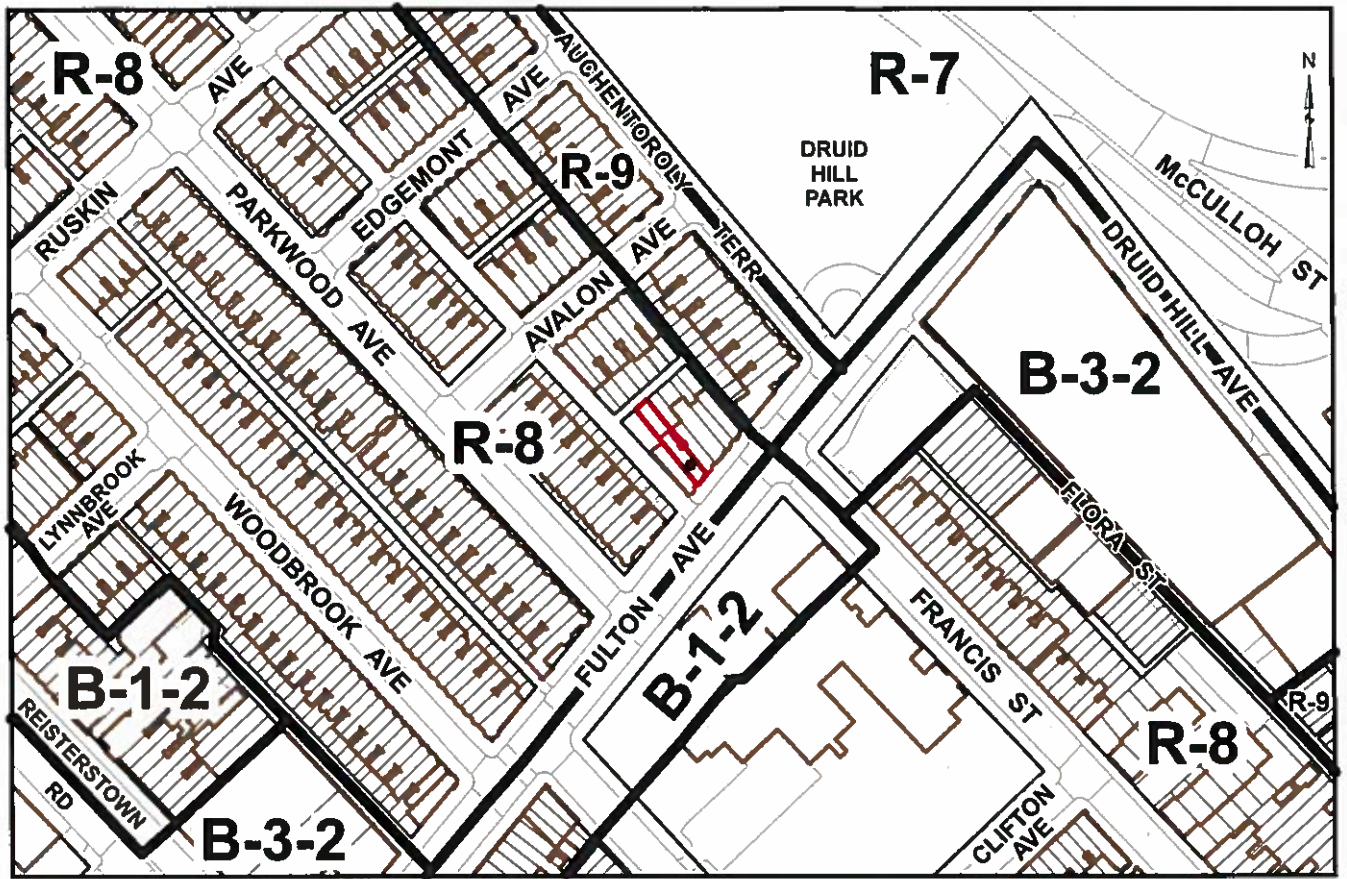 R-8
AVE
AVE
AUCHENTOROLY
TERR
R-7
N
DRUID
HILL
PARK
McCULLOH ST
EDGEMONT
R-9
RUSKIN
PARKWOOD AVE
AVE
AVALON
DRUID HILL AVE
B-3-2
R-8
LYNNBROOK
AVE
WOODBROOK AVE
FLORA ST
FULTON AVE
B-1-2
FRANCIS ST
B-1-2
R-9
R-8
REISTERSTOWN
RD
B-3-2
CLIFTON
AVE